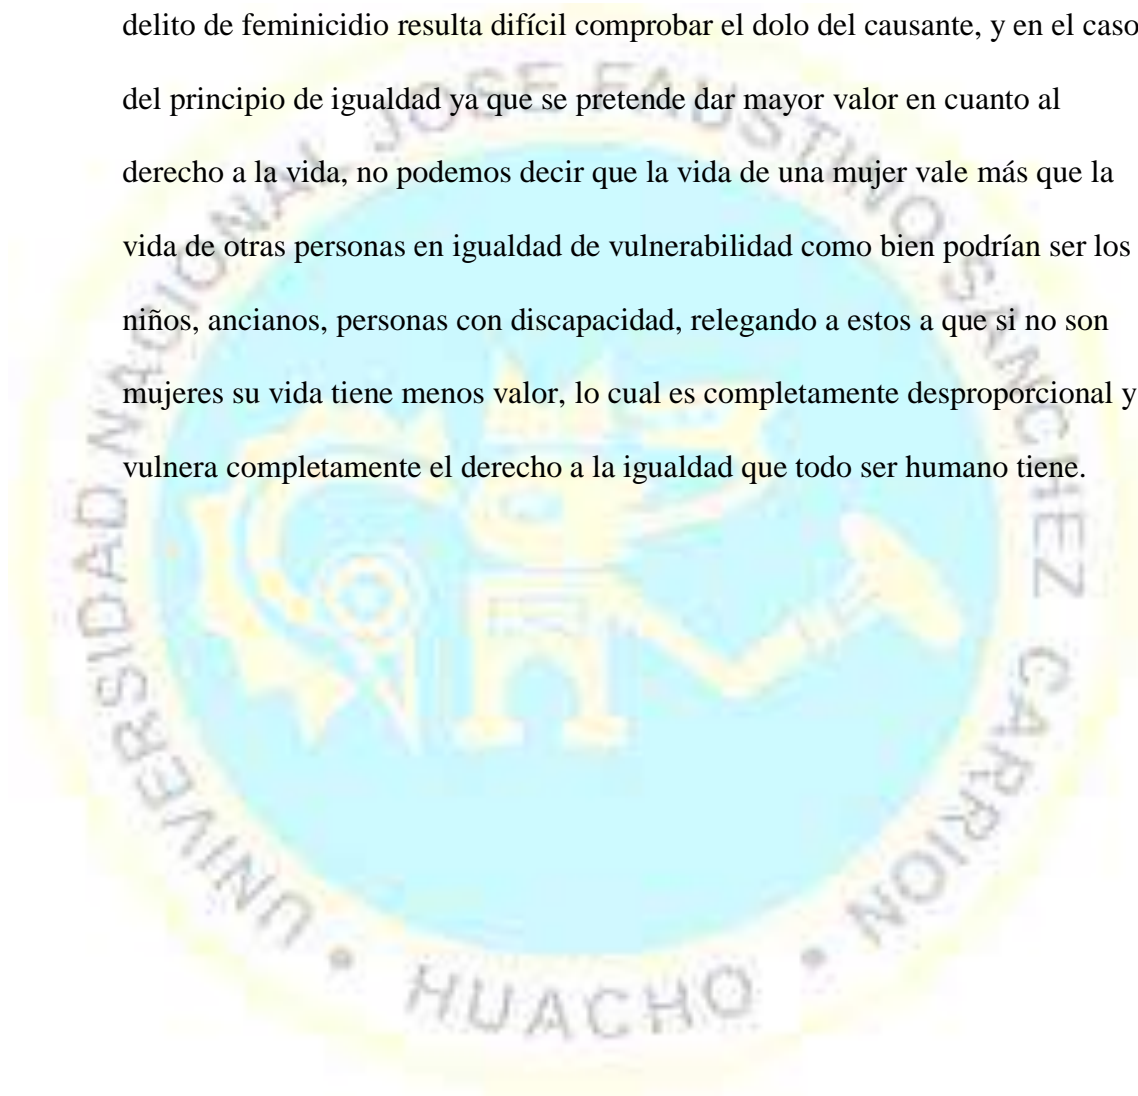 delito de feminicidio resulta difícil comprobar el dolo del causante, y en el caso
del principio de igualdad ya que se pretende dar mayor valor en cuanto al
derecho a la vida, no podemos decir que la vida de una mujer vale más que la
vida de otras personas en igualdad de vulnerabilidad como bien podrían ser los
niños, ancianos, personas con discapacidad, relegando a estos a que si no son
mujeres su vida tiene menos valor, lo cual es completamente desproporcional y
vulnera completamente el derecho a la igualdad que todo ser humano tiene.
UNIVERSIDAD NACIONAL JOSE FAUSTINO SANCHEZ CARRION • HUACHO •